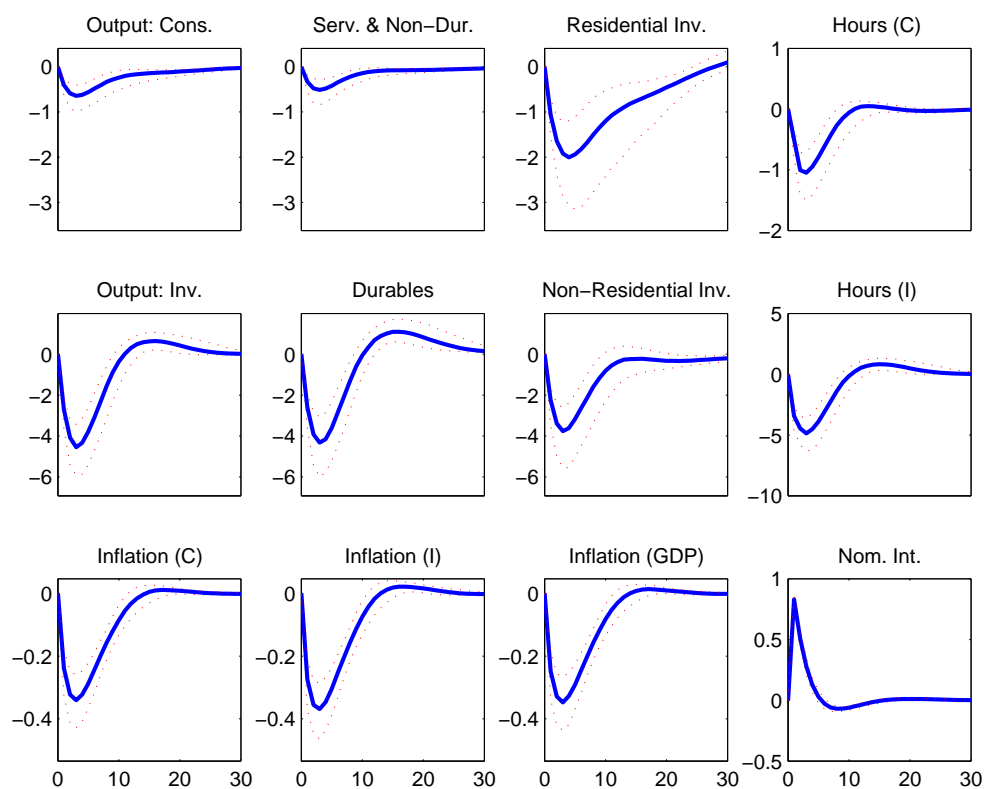 Output: Cons. Serv. & Non−Dur. Residential Inv. Hours (C)
0 0 0 1
−1 −1 −1 0
−2 −2 −2 −1
−3 −3 −3 −2
Output: Inv. Durables Non−Residential Inv. Hours (I)
0 0 0 5
−2 −2 −2 0
−4 −4 −4 −5
−6 −6 −6 −10
Inflation (C) Inflation (I) Inflation (GDP) Nom. Int.
0 0 0 1
−0.2 −0.2 −0.2 0.5
−0.4 −0.4 −0.4 0
−0.5
0 10 20 30 0 10 20 30 0 10 20 30 0 10 20 30